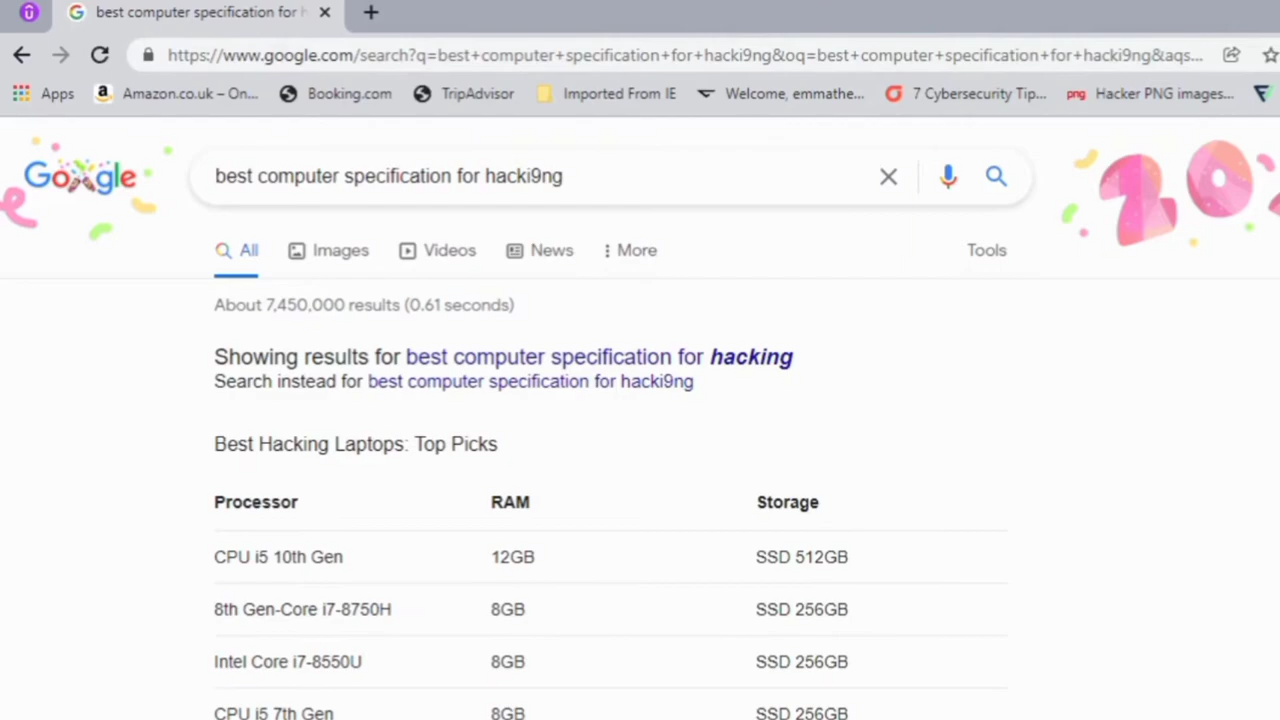 best computer specification for h
https://www.google.com/search?q=best+computer+specification+for+hacki9ng&oq=best+computer+specification+for+hacki9ng&aqs...
Apps Amazon.co.uk – On... Booking.com TripAdvisor Imported From IE Welcome, emmathe... 7 Cybersecurity Tip... png Hacker PNG images...
Google
best computer specification for hacki9ng
20
All Images Videos News More Tools
About 7,450,000 results (0.61 seconds)
Showing results for best computer specification for hacking
Search instead for best computer specification for hacki9ng
Best Hacking Laptops: Top Picks
Processor RAM Storage
CPU i5 10th Gen 12GB SSD 512GB
8th Gen-Core i7-8750H 8GB SSD 256GB
Intel Core i7-8550U 8GB SSD 256GB
CPU i5 7th Gen 8GB SSD 256GB